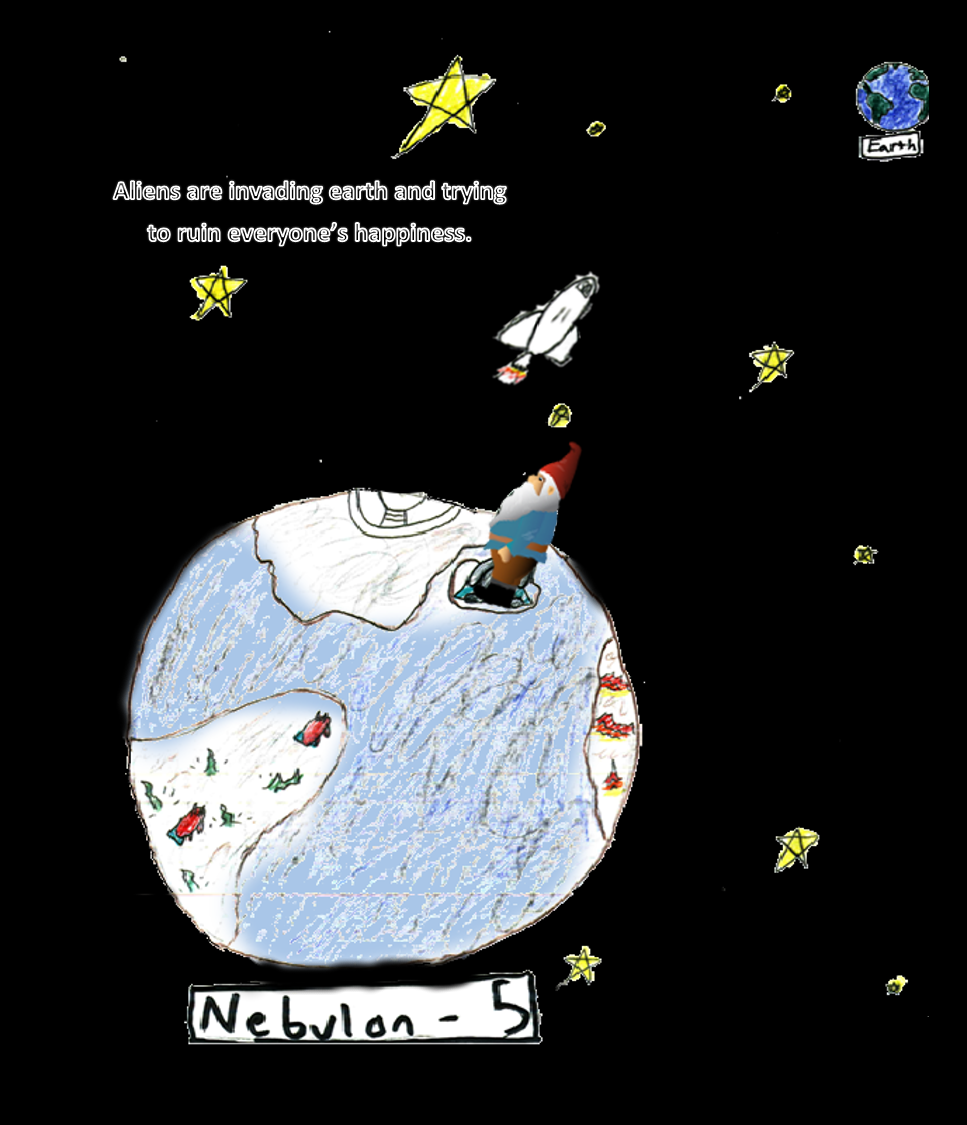 Earth
Aliens are invading earth and trying
to ruin everyone’s happiness.
Nebulon - 5